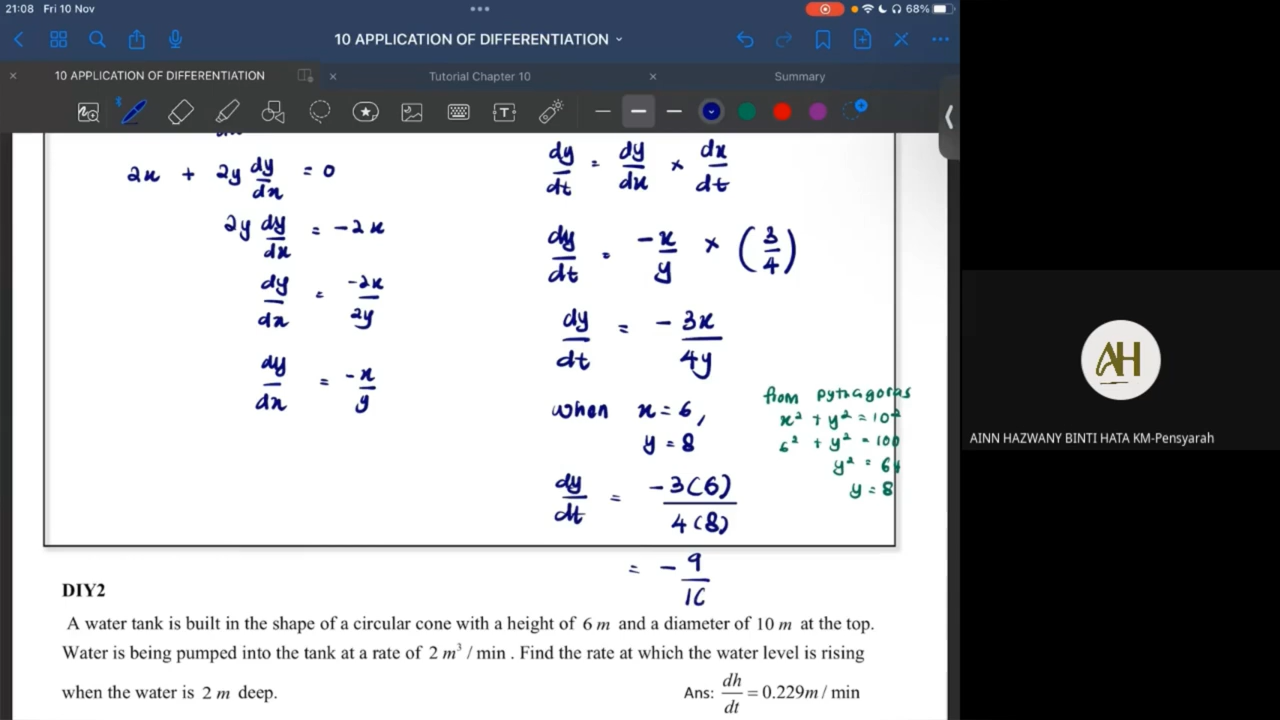 21:08 Fri 10 Nov
68%
10 APPLICATION OF DIFFERENTIATION
10 APPLICATION OF DIFFERENTIATION
Tutorial Chapter 10
Summary
2x + 2y dy/dx = 0
2y dy/dx = -2x
dy/dx = -2x/2y
dy/dx = -x/y
dy/dt = dy/dx × dx/dt
dy/dt = -x/y × (3/4)
dy/dt = -3x/4y
when x = 6,
y = 8
from pytagoras
x² + y² = 10²
6² + y² = 100
y² = 64
y = 8
dy/dt = -3(6)/4(8)
= -9/16
DIY2
A water tank is built in the shape of a circular cone with a height of 6 m and a diameter of 10 m at the top.
Water is being pumped into the tank at a rate of 2 m³ / min . Find the rate at which the water level is rising
when the water is 2 m deep.
Ans: dh/dt = 0.229m / min
AH
AINN HAZWANY BINTI HATA KM-Pensyarah